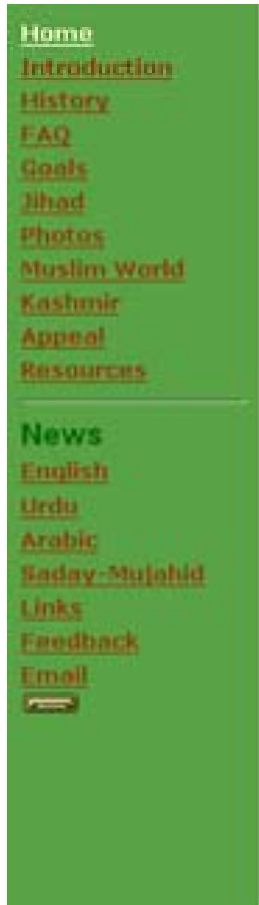 Home
Introduction
History
FAQ
Goals
Jihad
Photos
Muslim World
Kashmir
Appeal
Resources
News
English
Urdu
Arabic
Saday-Mujahid
Links
Feedback
Email